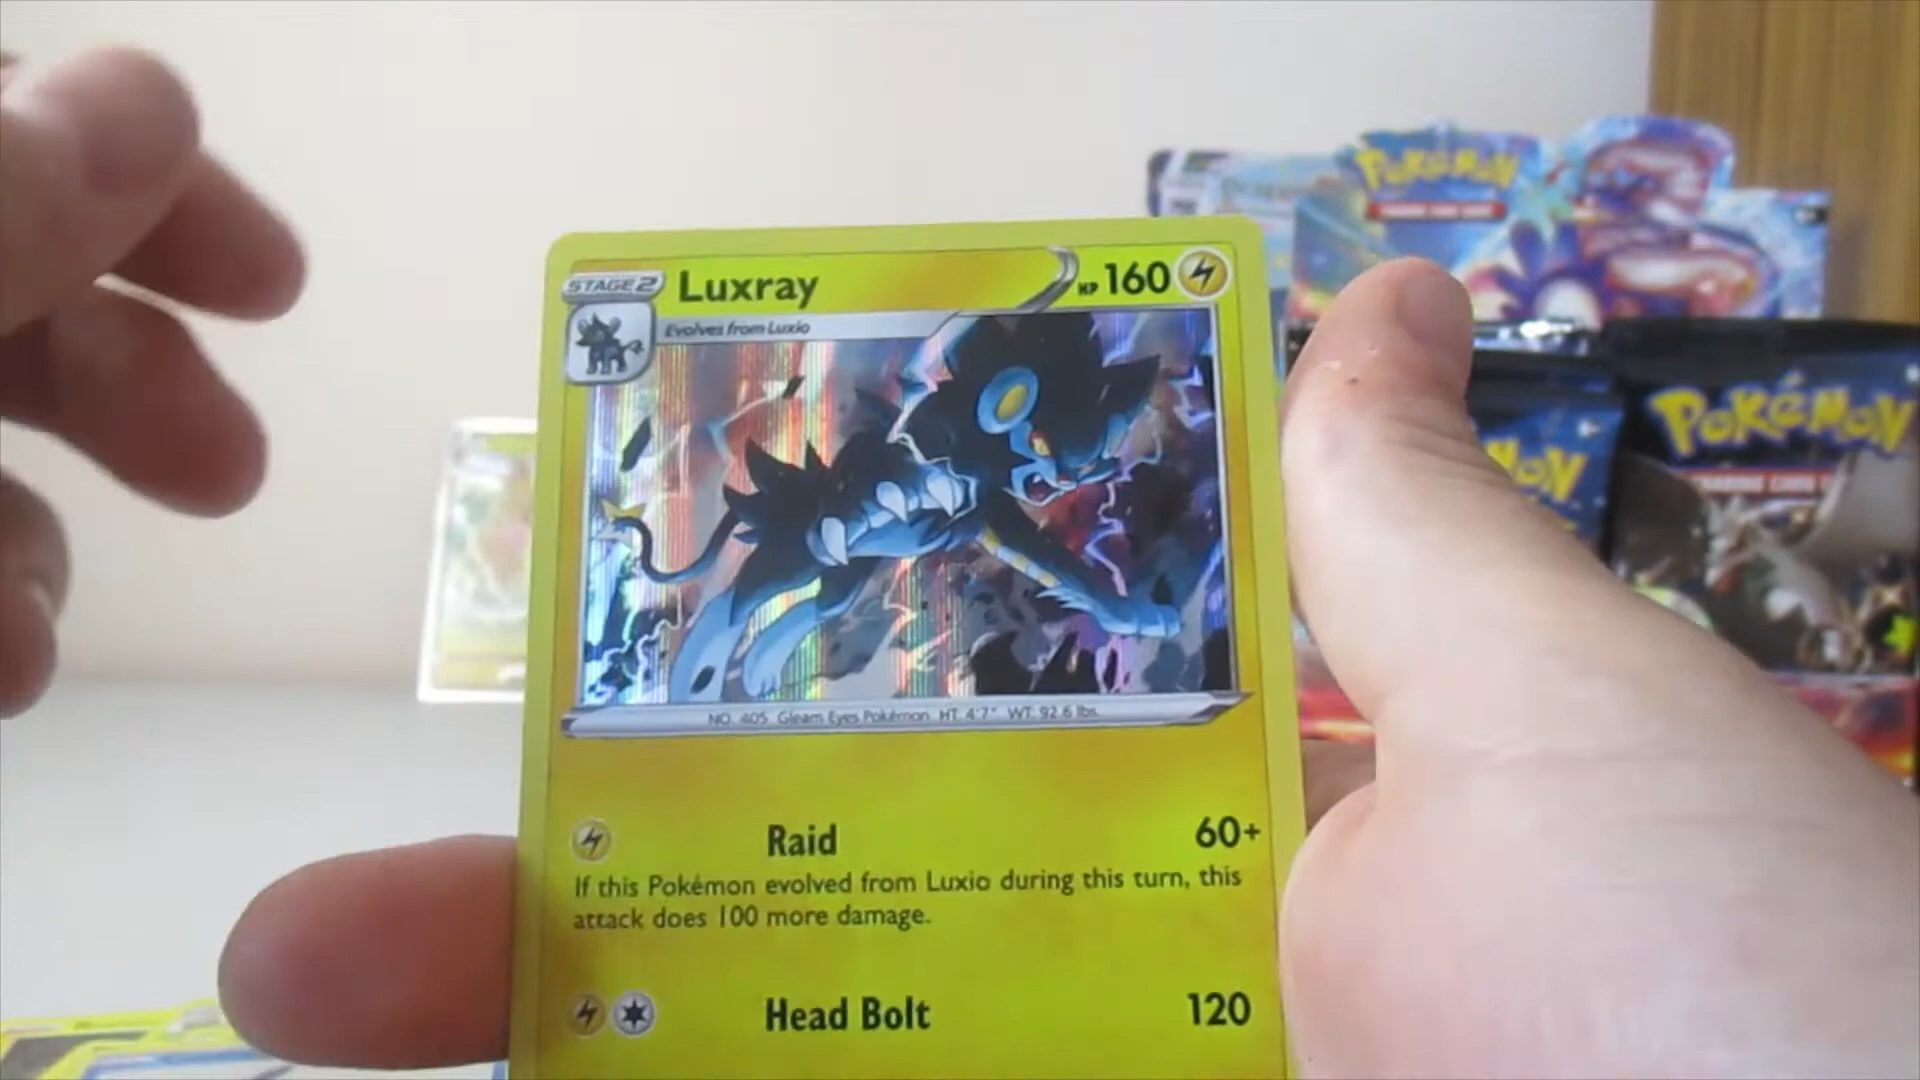 POKÉMON
STAGE 2
Luxray
HP 160
Evolves from Luxio
POKÉMON
NO. 405 Gleam Eyes Pokémon HT 4'7" WT 92.6 lbs.
Raid 60+
If this Pokémon evolved from Luxio during this turn, this
attack does 100 more damage.
Head Bolt 120